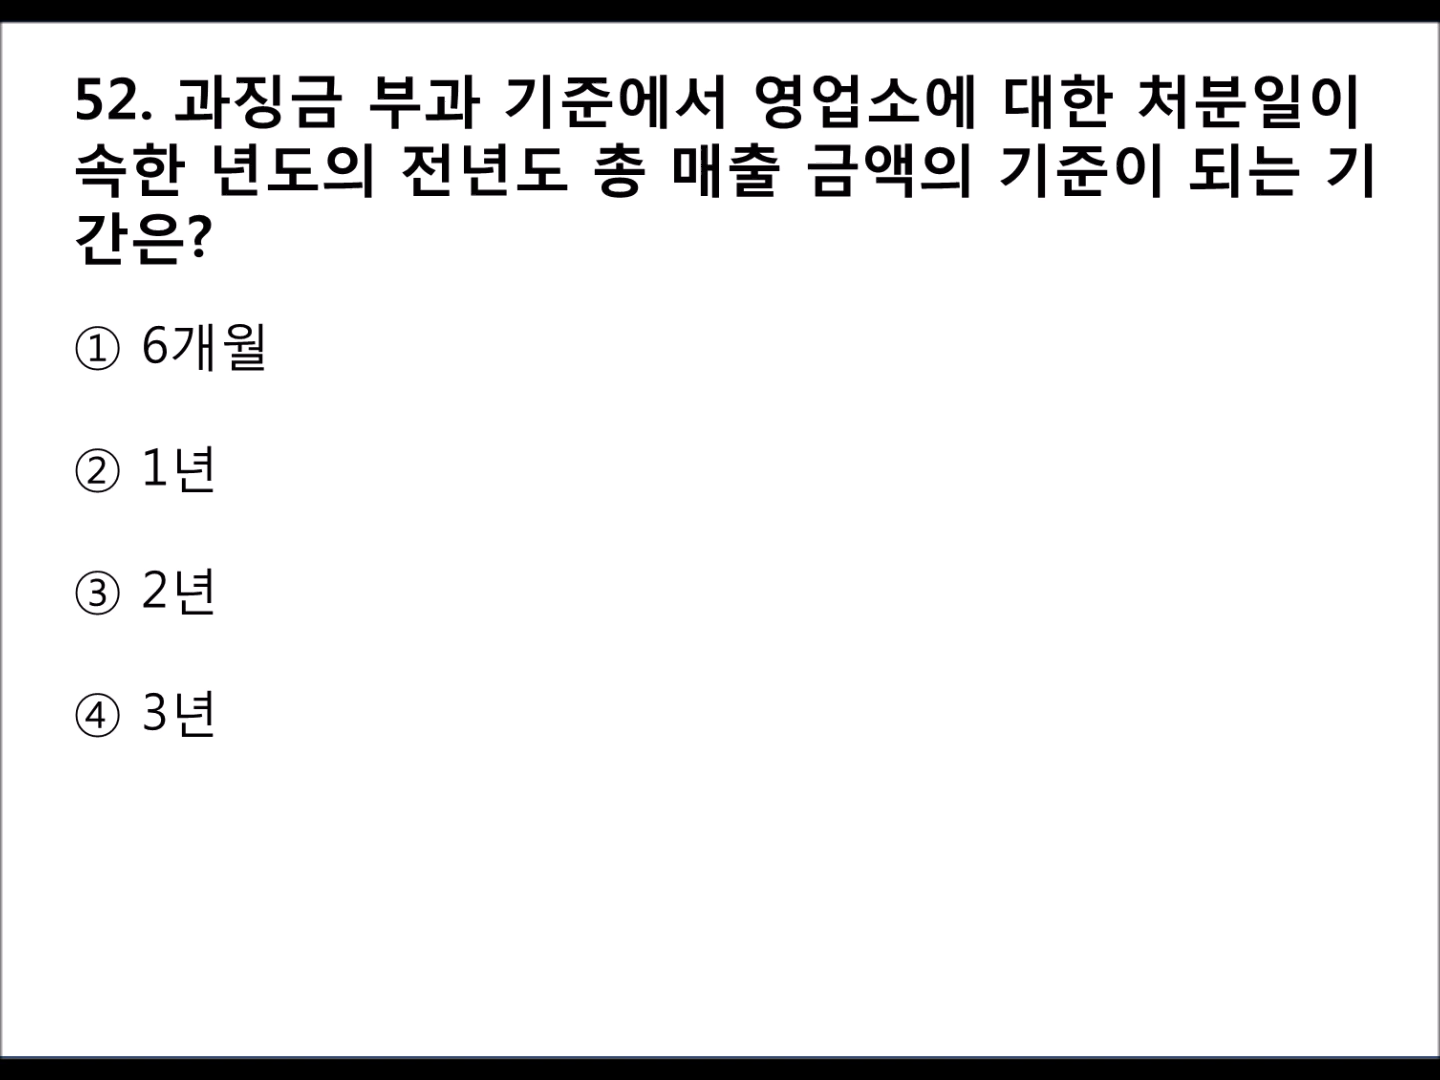 52. 과징금 부과 기준에서 영업소에 대한 처분일이
속한 년도의 전년도 총 매출 금액의 기준이 되는 기
간은?
① 6개월
② 1년
③ 2년
④ 3년